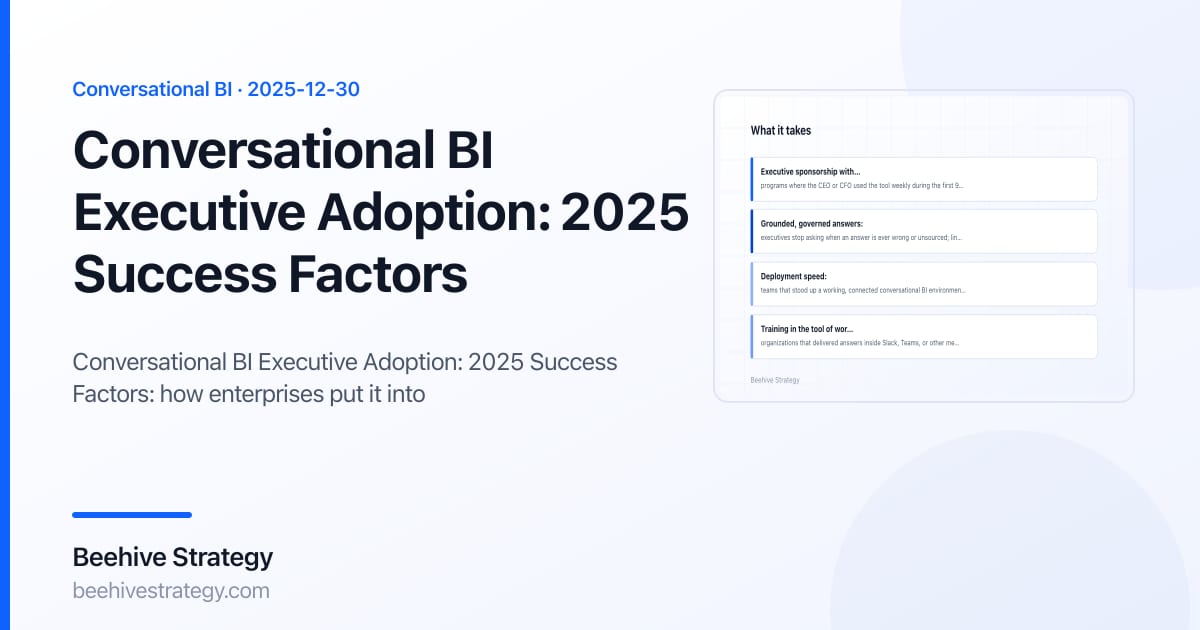 Conversational BI · 2025-12-30
Conversational BI
Executive Adoption: 2025
Success Factors
Conversational BI Executive Adoption: 2025 Success
Factors: how enterprises put it into
Beehive Strategy
beehivestrategy.com
What it takes
Executive sponsorship with...
programs where the CEO or CFO used the tool weekly during the first 9...
Grounded, governed answers:
executives stop asking when an answer is ever wrong or unsourced; lin...
Deployment speed:
teams that stood up a working, connected conversational BI environmen...
Training in the tool of wor...
organizations that delivered answers inside Slack, Teams, or other me...
Beehive Strategy